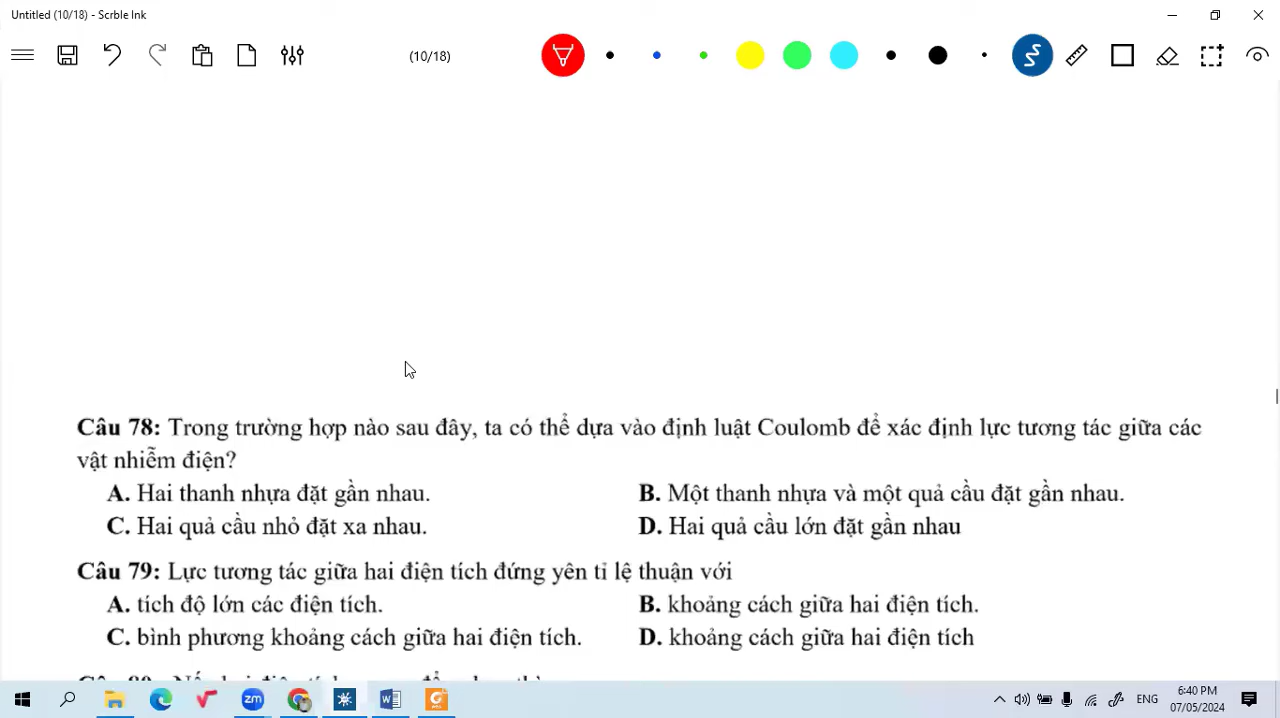 Untitled (10/18) - Scrble Ink
(10/18)
Câu 78: Trong trường hợp nào sau đây, ta có thể dựa vào định luật Coulomb để xác định lực tương tác giữa các
vật nhiễm điện?
A. Hai thanh nhựa đặt gần nhau. B. Một thanh nhựa và một quả cầu đặt gần nhau.
C. Hai quả cầu nhỏ đặt xa nhau. D. Hai quả cầu lớn đặt gần nhau
Câu 79: Lực tương tác giữa hai điện tích đứng yên tỉ lệ thuận với
A. tích độ lớn các điện tích. B. khoảng cách giữa hai điện tích.
C. bình phương khoảng cách giữa hai điện tích. D. khoảng cách giữa hai điện tích
zm
ENG
6:40 PM
07/05/2024